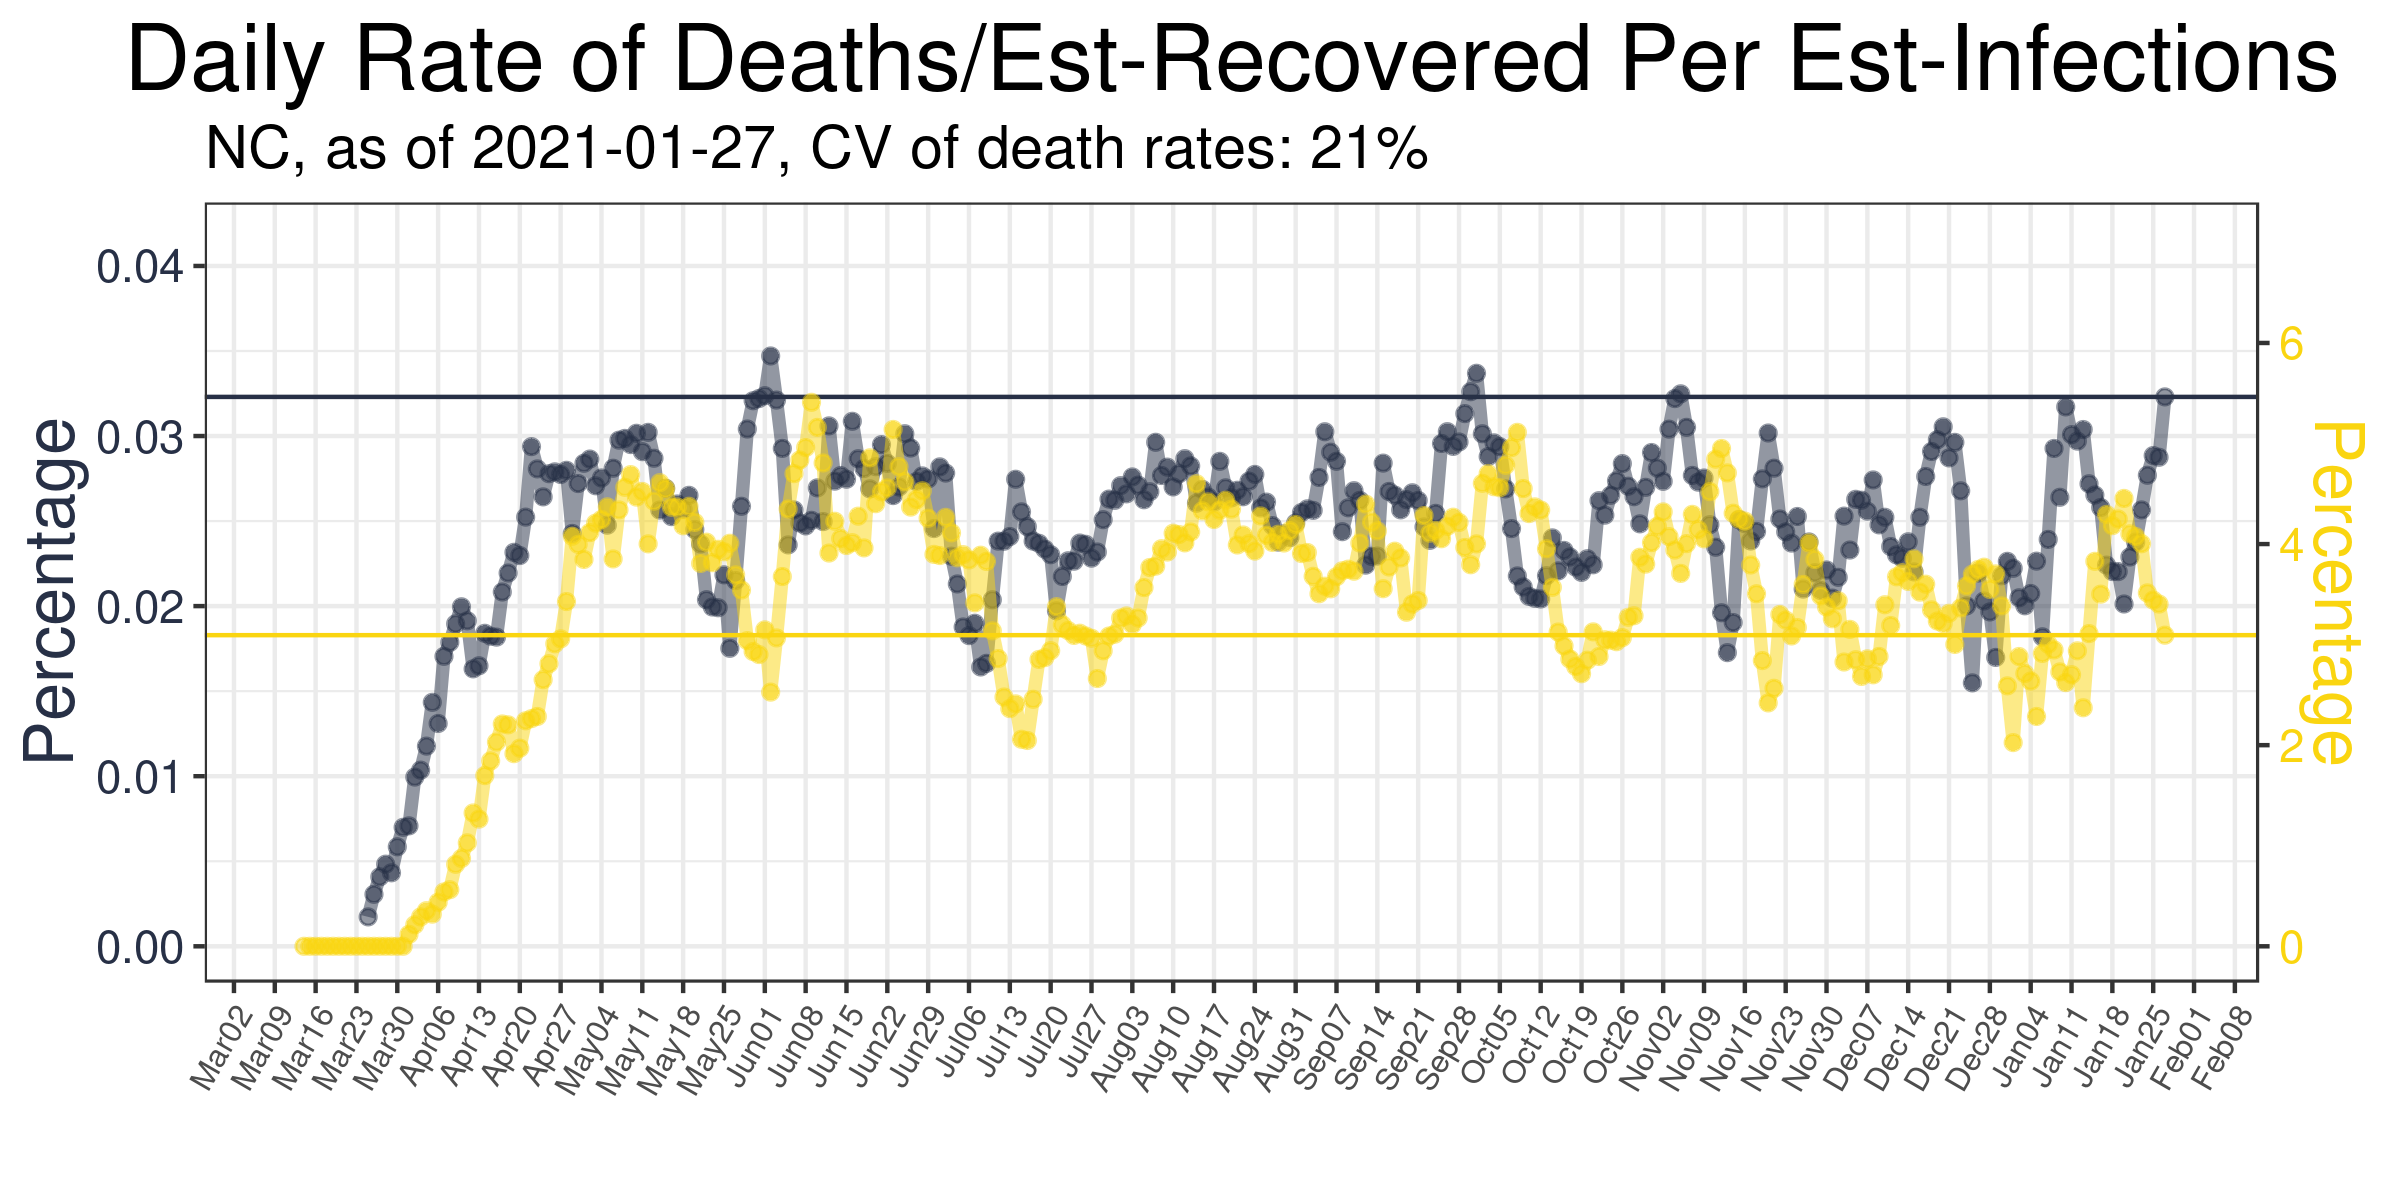 Daily Rate of Deaths/Est-Recovered Per Est-Infections
NC, as of 2021-01-27, CV of death rates: 21%
Percentage
0.04
0.03
0.02
0.01
0.00
6
4
2
0
Percentage
Mar02
Mar09
Mar16
Mar23
Mar30
Apr06
Apr13
Apr20
Apr27
May04
May11
May18
May25
Jun01
Jun08
Jun15
Jun22
Jun29
Jul06
Jul13
Jul20
Jul27
Aug03
Aug10
Aug17
Aug24
Aug31
Sep07
Sep14
Sep21
Sep28
Oct05
Oct12
Oct19
Oct26
Nov02
Nov09
Nov16
Nov23
Nov30
Dec07
Dec14
Dec21
Dec28
Jan04
Jan11
Jan18
Jan25
Feb01
Feb08